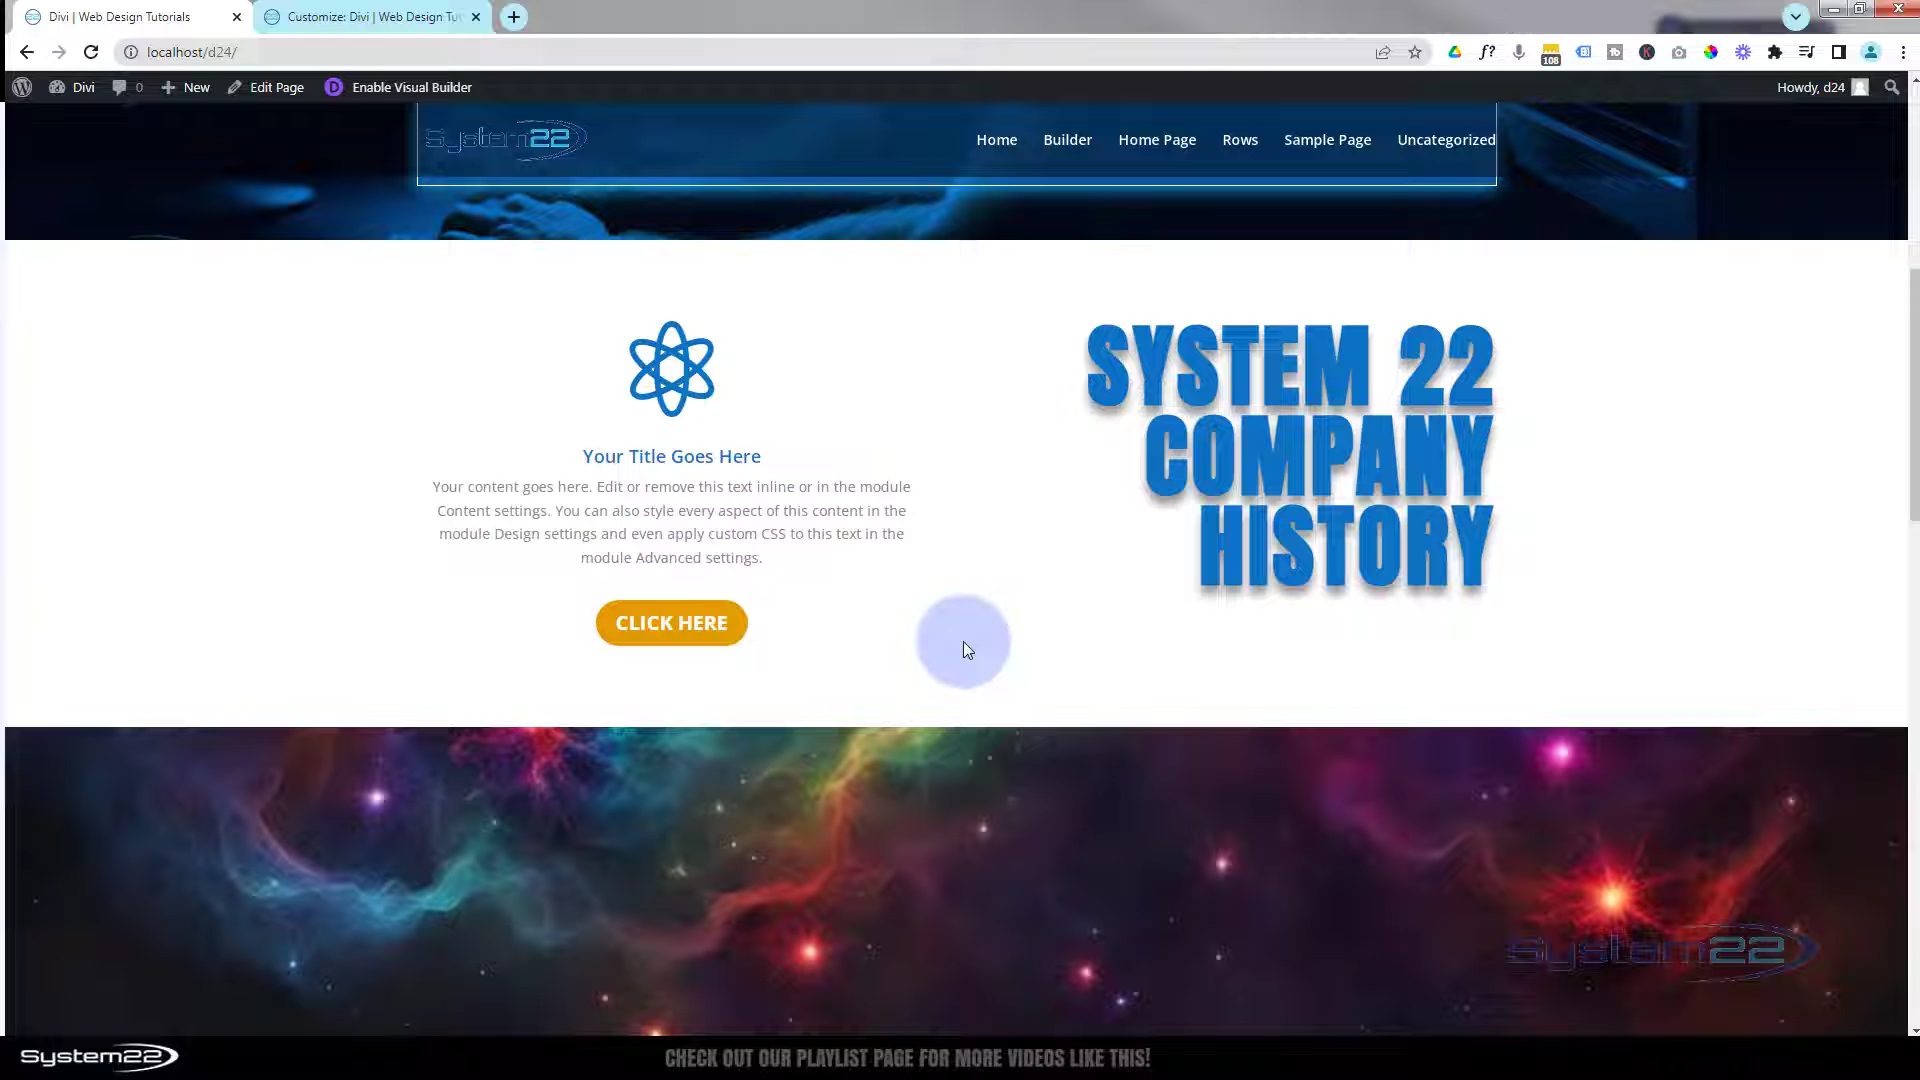 Divi | Web Design Tutorials
Customize: Divi | Web Design Tut
localhost/d24/
f?
108
Divi
0
New
Edit Page
D
Enable Visual Builder
Howdy, d24
System22
Home
Builder
Home Page
Rows
Sample Page
Uncategorized
Your Title Goes Here
Your content goes here. Edit or remove this text inline or in the module
Content settings. You can also style every aspect of this content in the
module Design settings and even apply custom CSS to this text in the
module Advanced settings.
CLICK HERE
SYSTEM 22
COMPANY
HISTORY
System22
System22
CHECK OUT OUR PLAYLIST PAGE FOR MORE VIDEOS LIKE THIS!